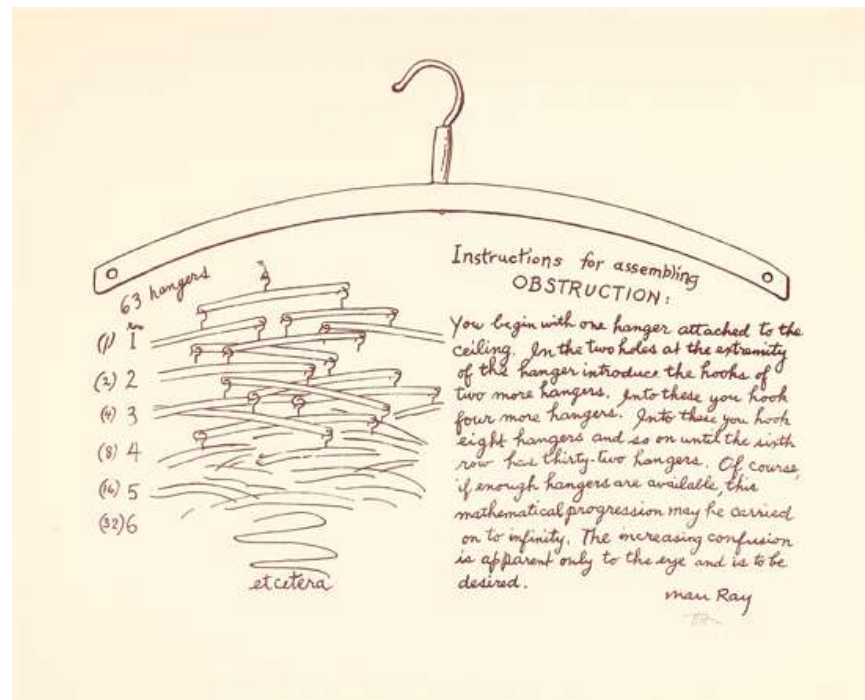 63 hangers
row
(1) 1
(2) 2
(4) 3
(8) 4
(16) 5
(32) 6
et cetera
Instructions for assembling
OBSTRUCTION:
You begin with one hanger attached to the
ceiling. In the two holes at the extremity
of this hanger introduce the hooks of
two more hangers. Into these you hook
four more hangers. Into these you hook
eight hangers and so on until the sixth
row has thirty-two hangers. Of course,
if enough hangers are available, this
mathematical progression may be carried
on to infinity. The increasing confusion
is apparent only to the eye and is to be
desired.
Man Ray